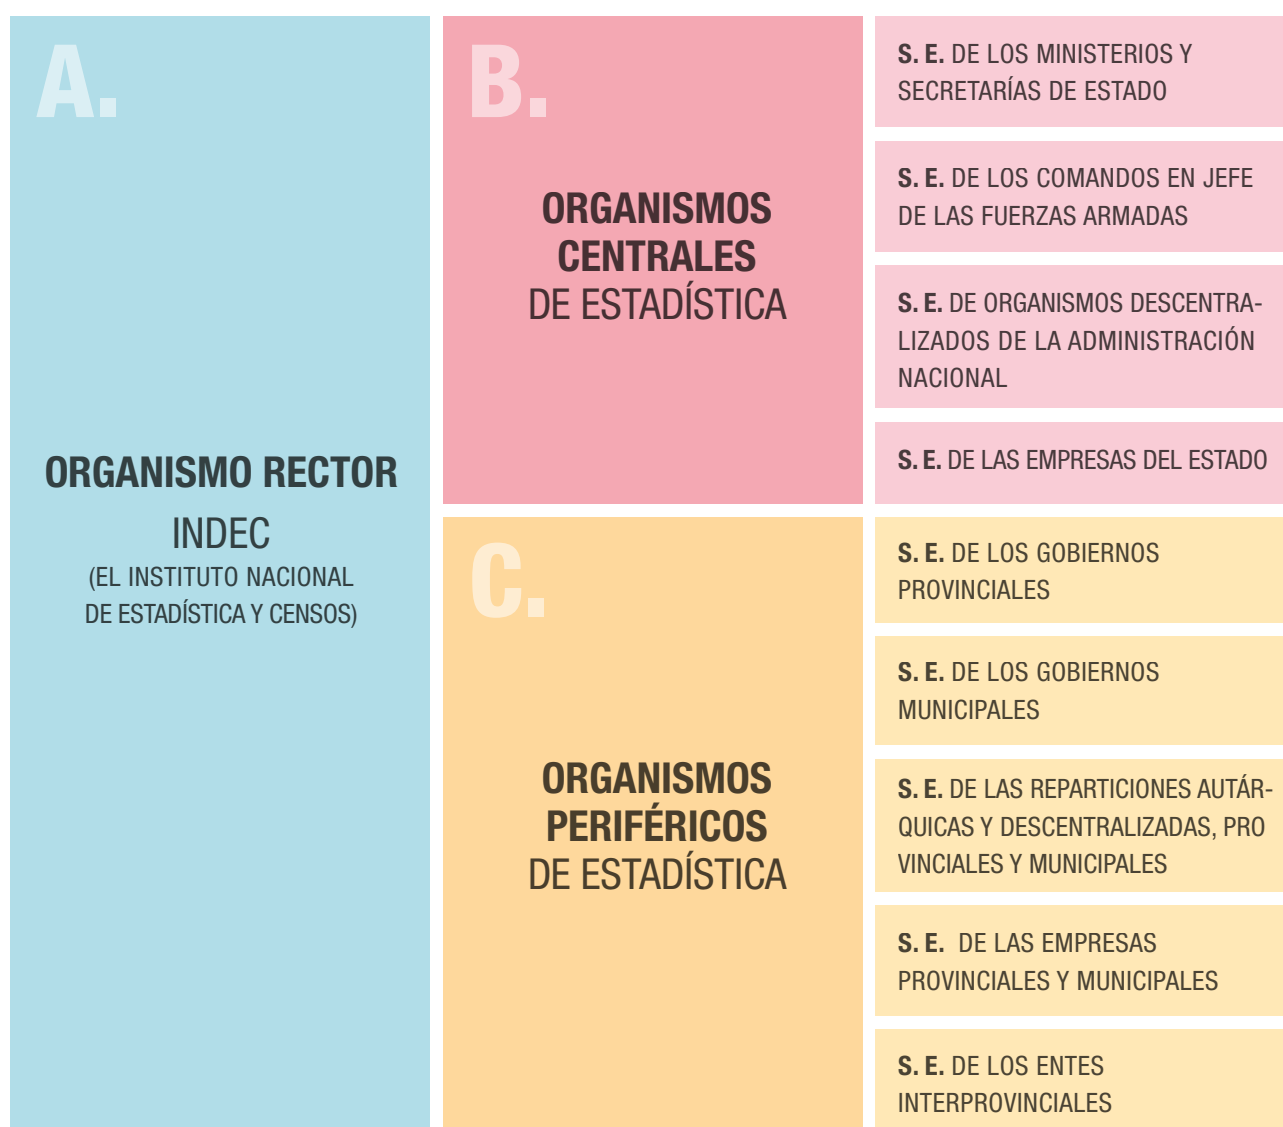 A.
ORGANISMO RECTOR
INDEC
(EL INSTITUTO NACIONAL
DE ESTADÍSTICA Y CENSOS)
B.
ORGANISMOS
CENTRALES
DE ESTADÍSTICA
S. E. DE LOS MINISTERIOS Y
SECRETARÍAS DE ESTADO
S. E. DE LOS COMANDOS EN JEFE
DE LAS FUERZAS ARMADAS
S. E. DE ORGANISMOS DESCENTRA-
LIZADOS DE LA ADMINISTRACIÓN
NACIONAL
S. E. DE LAS EMPRESAS DEL ESTADO
C.
ORGANISMOS
PERIFÉRICOS
DE ESTADÍSTICA
S. E. DE LOS GOBIERNOS
PROVINCIALES
S. E. DE LOS GOBIERNOS
MUNICIPALES
S. E. DE LAS REPARTICIONES AUTÁR-
QUICAS Y DESCENTRALIZADAS, PRO
VINCIALES Y MUNICIPALES
S. E. DE LAS EMPRESAS
PROVINCIALES Y MUNICIPALES
S. E. DE LOS ENTES
INTERPROVINCIALES